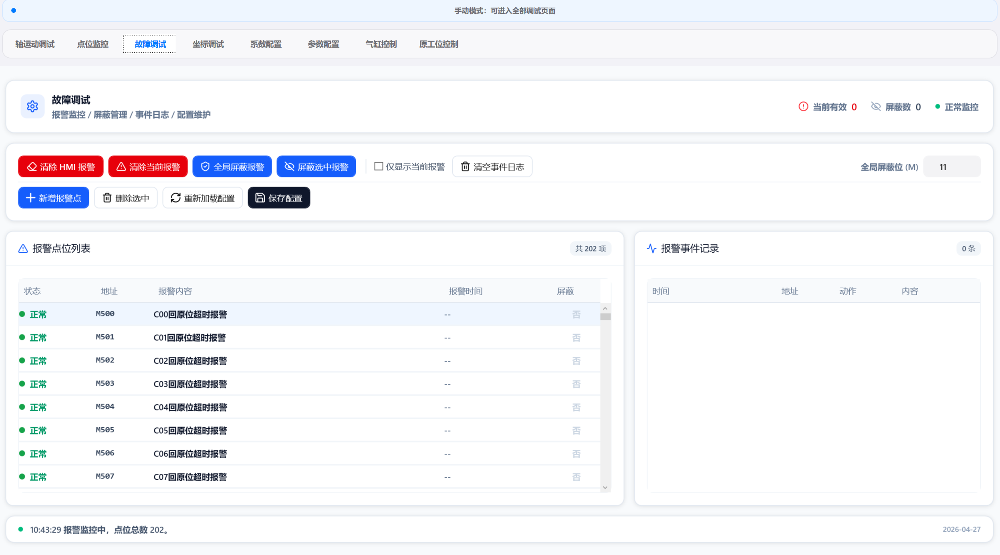 手动模式：可进入全部调试页面
轴运动调试 点位监控 故障调试 坐标调试 系数配置 参数配置 气缸控制 原工位控制
故障调试
报警监控 / 屏蔽管理 / 事件日志 / 配置维护
当前有效 0 屏蔽数 0 正常监控
清除 HMI 报警 清除当前报警 全局屏蔽报警 屏蔽选中报警 仅显示当前报警 清空事件日志 全局屏蔽位 (M) 11
新增报警点 删除选中 重新加载配置 保存配置
报警点位列表 共 202 项
状态 地址 报警内容 报警时间 屏蔽
正常 M500 C00回原位超时报警 -- 否
正常 M501 C01回原位超时报警 -- 否
正常 M502 C02回原位超时报警 -- 否
正常 M503 C03回原位超时报警 -- 否
正常 M504 C04回原位超时报警 -- 否
正常 M505 C05回原位超时报警 -- 否
正常 M506 C06回原位超时报警 -- 否
正常 M507 C07回原位超时报警 -- 否
报警事件记录 0 条
时间 地址 动作 内容
10:43:29 报警监控中，点位总数 202。 2026-04-27